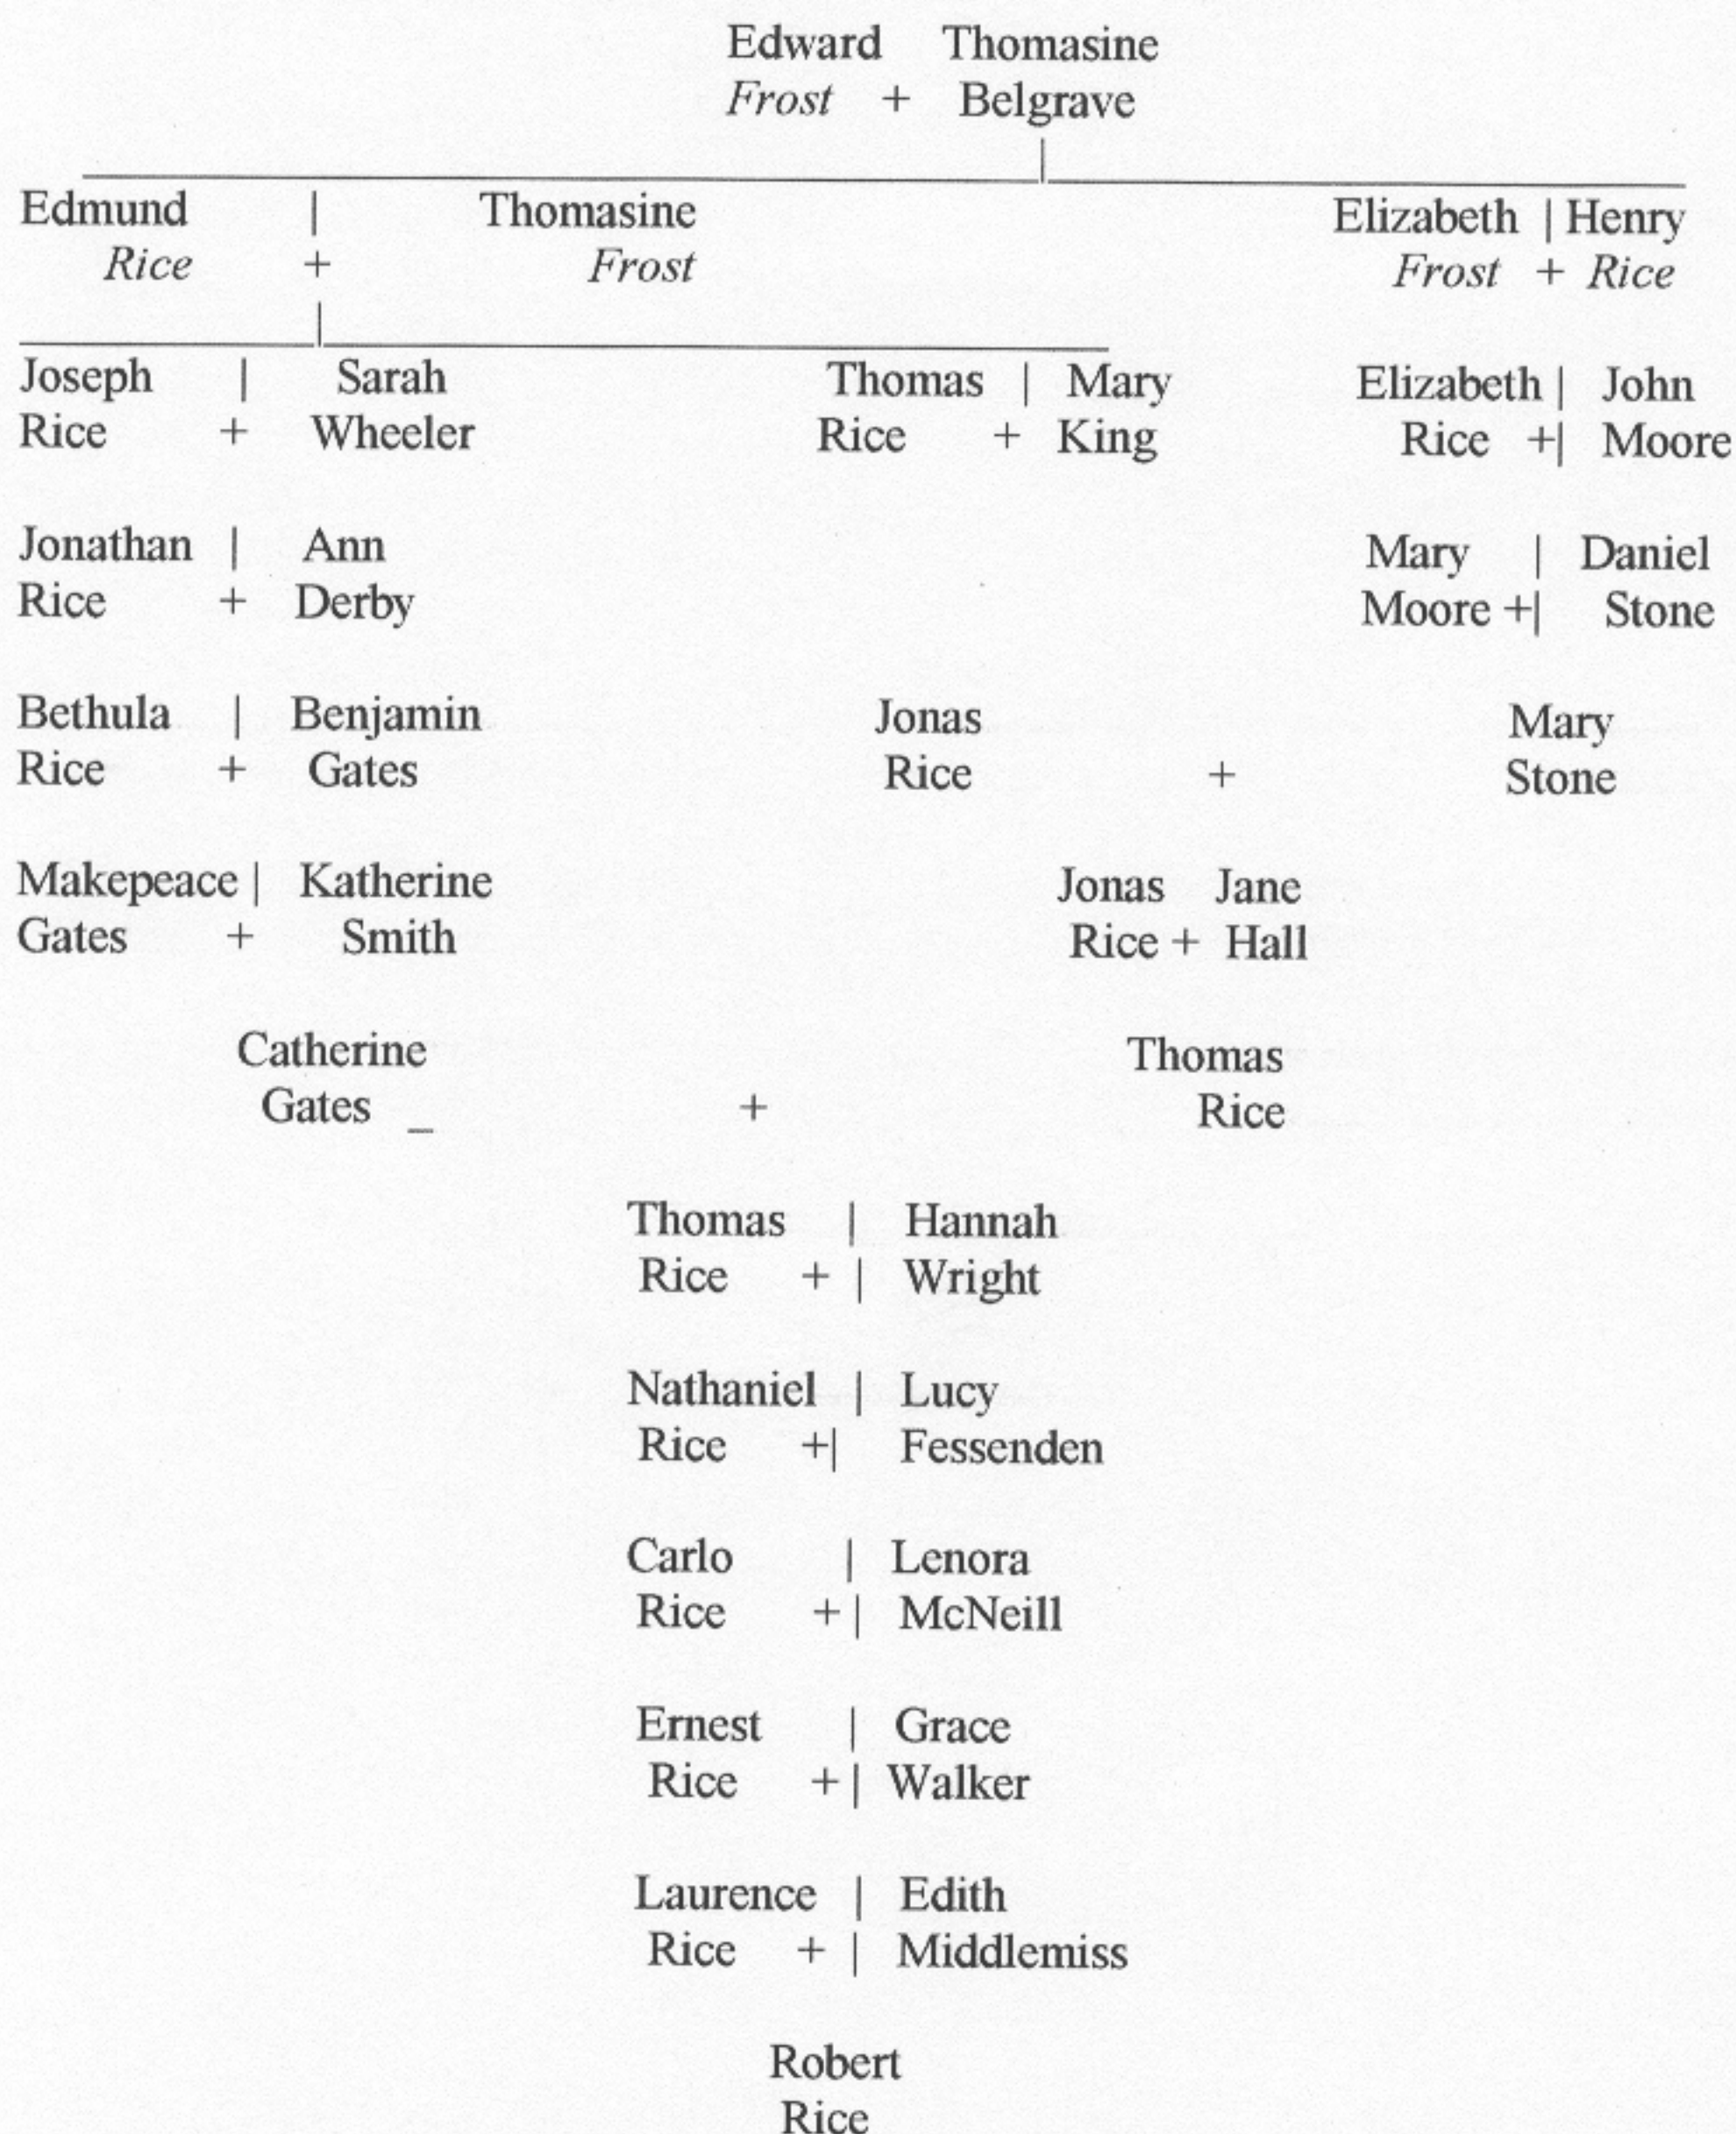 Edward Thomasine
Frost + Belgrave
|
Edmund | Thomasine Elizabeth | Henry
Rice + Frost Frost + Rice
|
Joseph | Sarah Thomas | Mary Elizabeth | John
Rice + Wheeler Rice + King Rice +| Moore
Jonathan | Ann Mary | Daniel
Rice + Derby Moore +| Stone
Bethula | Benjamin Jonas Mary
Rice + Gates Rice + Stone
Makepeace | Katherine Jonas Jane
Gates + Smith Rice + Hall
Catherine Thomas
Gates _ + Rice
Thomas | Hannah
Rice + | Wright
Nathaniel | Lucy
Rice +| Fessenden
Carlo | Lenora
Rice +| McNeill
Ernest | Grace
Rice +| Walker
Laurence | Edith
Rice + | Middlemiss
Robert
Rice